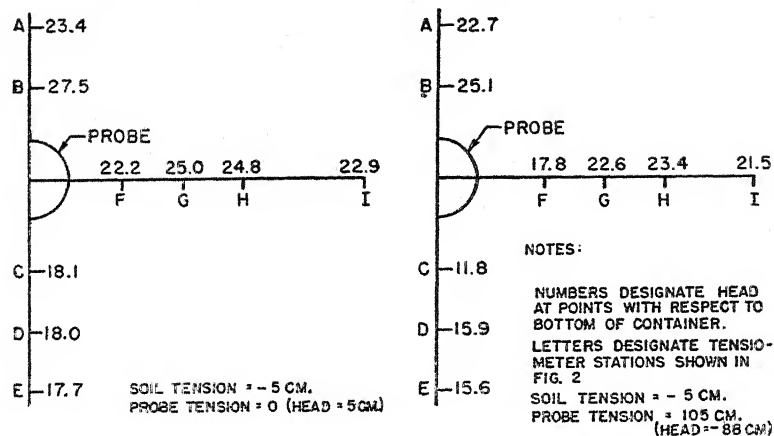 A 23.4
B 27.5
PROBE
22.2 25.0 24.8 22.9
F G H I
C 18.1
D 18.0
E 17.7
SOIL TENSION = -5 CM.
PROBE TENSION = 0 (HEAD = 5CM)
A 22.7
B 25.1
PROBE
17.8 22.6 23.4 21.5
F G H I
C 11.8
D 15.9
E 15.6
NOTES:
NUMBERS DESIGNATE HEAD
AT POINTS WITH RESPECT TO
BOTTOM OF CONTAINER.
LETTERS DESIGNATE TENSIO-
METER STATIONS SHOWN IN
FIG. 2
SOIL TENSION = - 5 CM.
PROBE TENSION = 105 CM.
(HEAD=-88 CM)